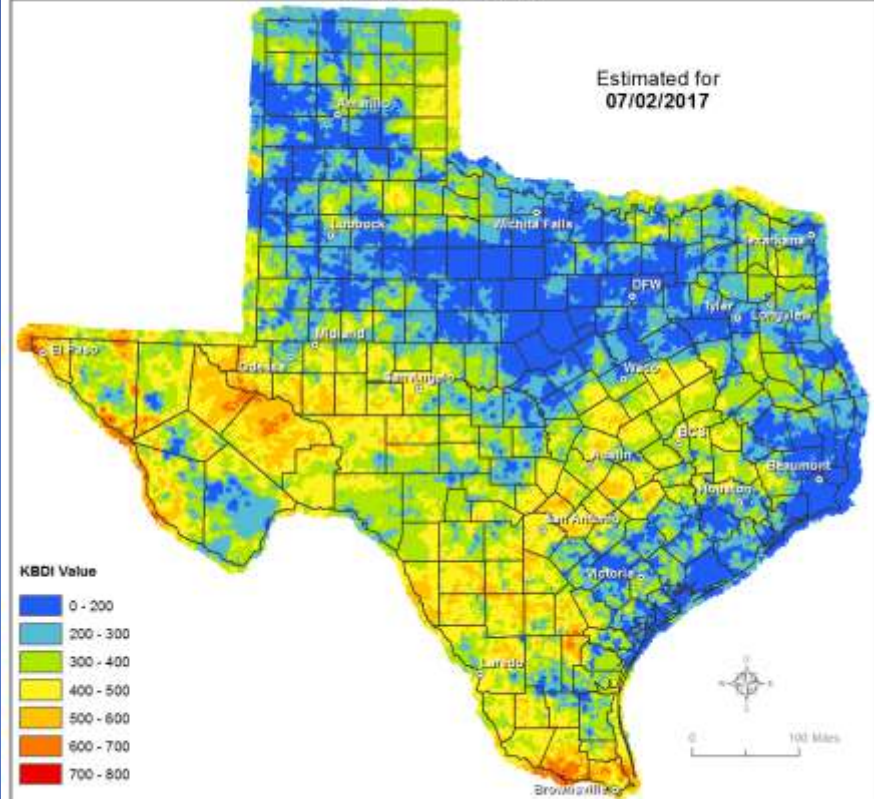 Estimated for
07/02/2017
Amarillo
Lubbock
Wichita Falls
Texarkana
DFW
Tyler
Longview
El Paso
Midland
Odessa
San Angelo
Waco
BCS
Austin
Beaumont
Houston
San Antonio
Victoria
Laredo
Brownsville
KBDI Value
0 - 200
200 - 300
300 - 400
400 - 500
500 - 600
600 - 700
700 - 800
0 100 Miles